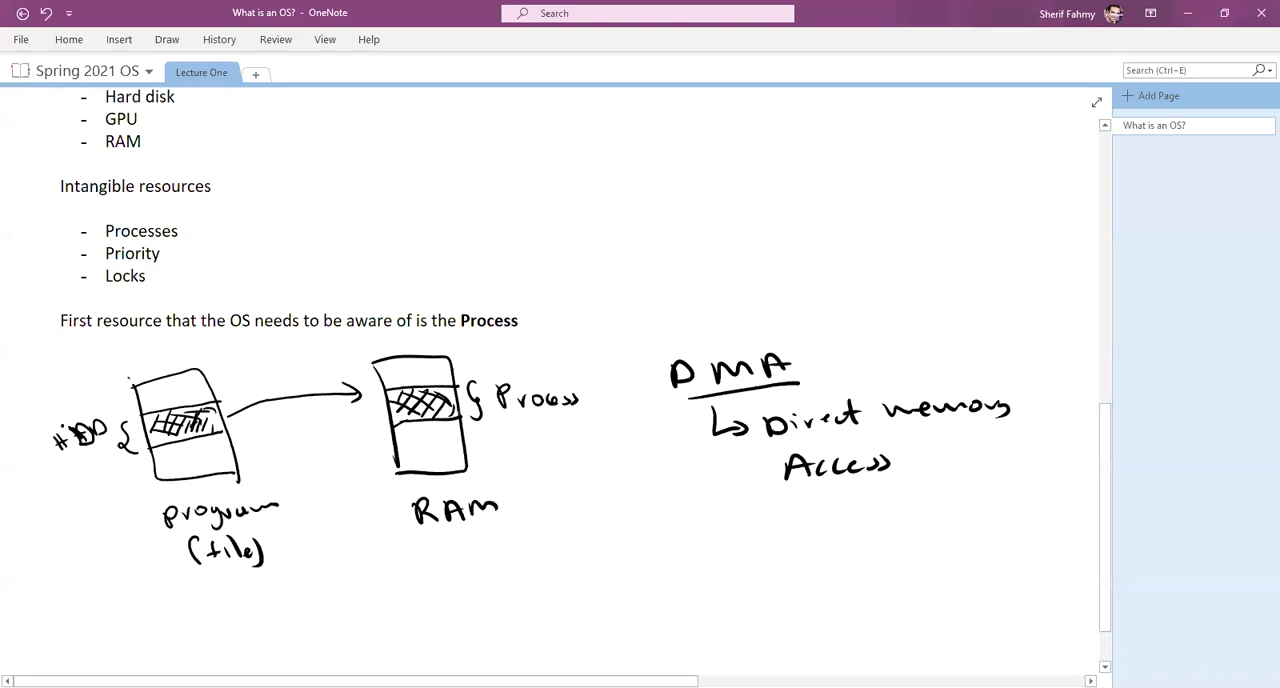 What is an OS? - OneNote
Search
Sherif Fahmy
File Home Insert Draw History Review View Help
Spring 2021 OS
Lecture One
+
Search (Ctrl+E)
Add Page
What is an OS?
- Hard disk
- GPU
- RAM
Intangible resources
- Processes
- Priority
- Locks
First resource that the OS needs to be aware of is the Process
Process
DMA
Direct memory
Access
program
(file)
RAM